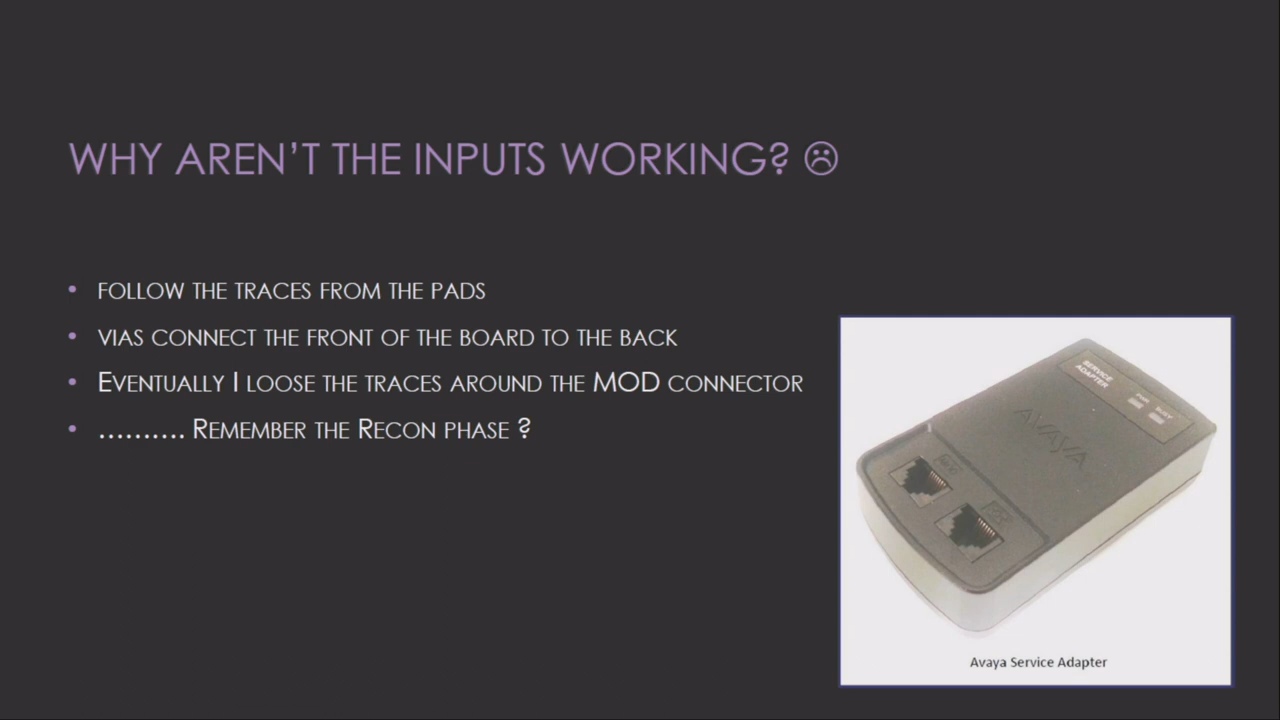 WHY AREN'T THE INPUTS WORKING? ☹
• FOLLOW THE TRACES FROM THE PADS
• VIAS CONNECT THE FRONT OF THE BOARD TO THE BACK
• EVENTUALLY I LOOSE THE TRACES AROUND THE MOD CONNECTOR
• .......... REMEMBER THE RECON PHASE ?
SERVICE
ADAPTER
AVAYA
Avaya Service Adapter